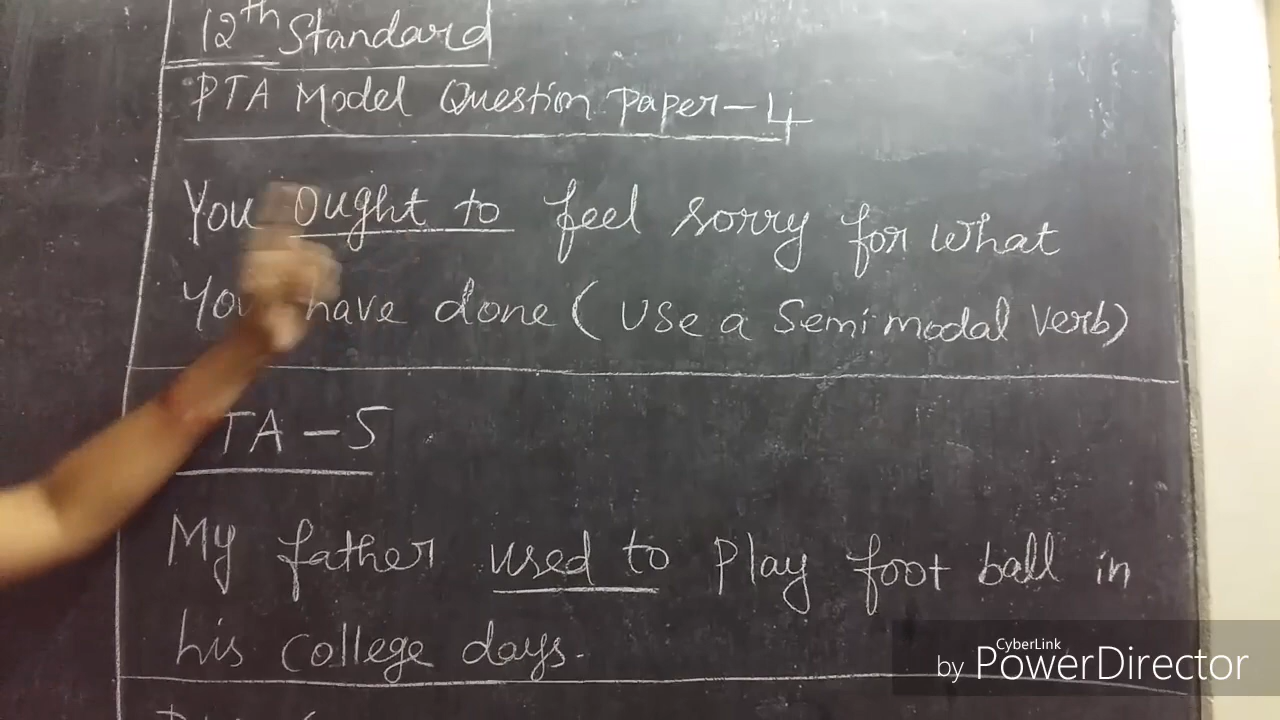 12th Standard
PTA Model Question paper-4
You ought to feel sorry for what
You have done (Use a Semi modal verb)
TA-5
My father used to Play foot ball in
his College days.
CyberLink
by PowerDirector